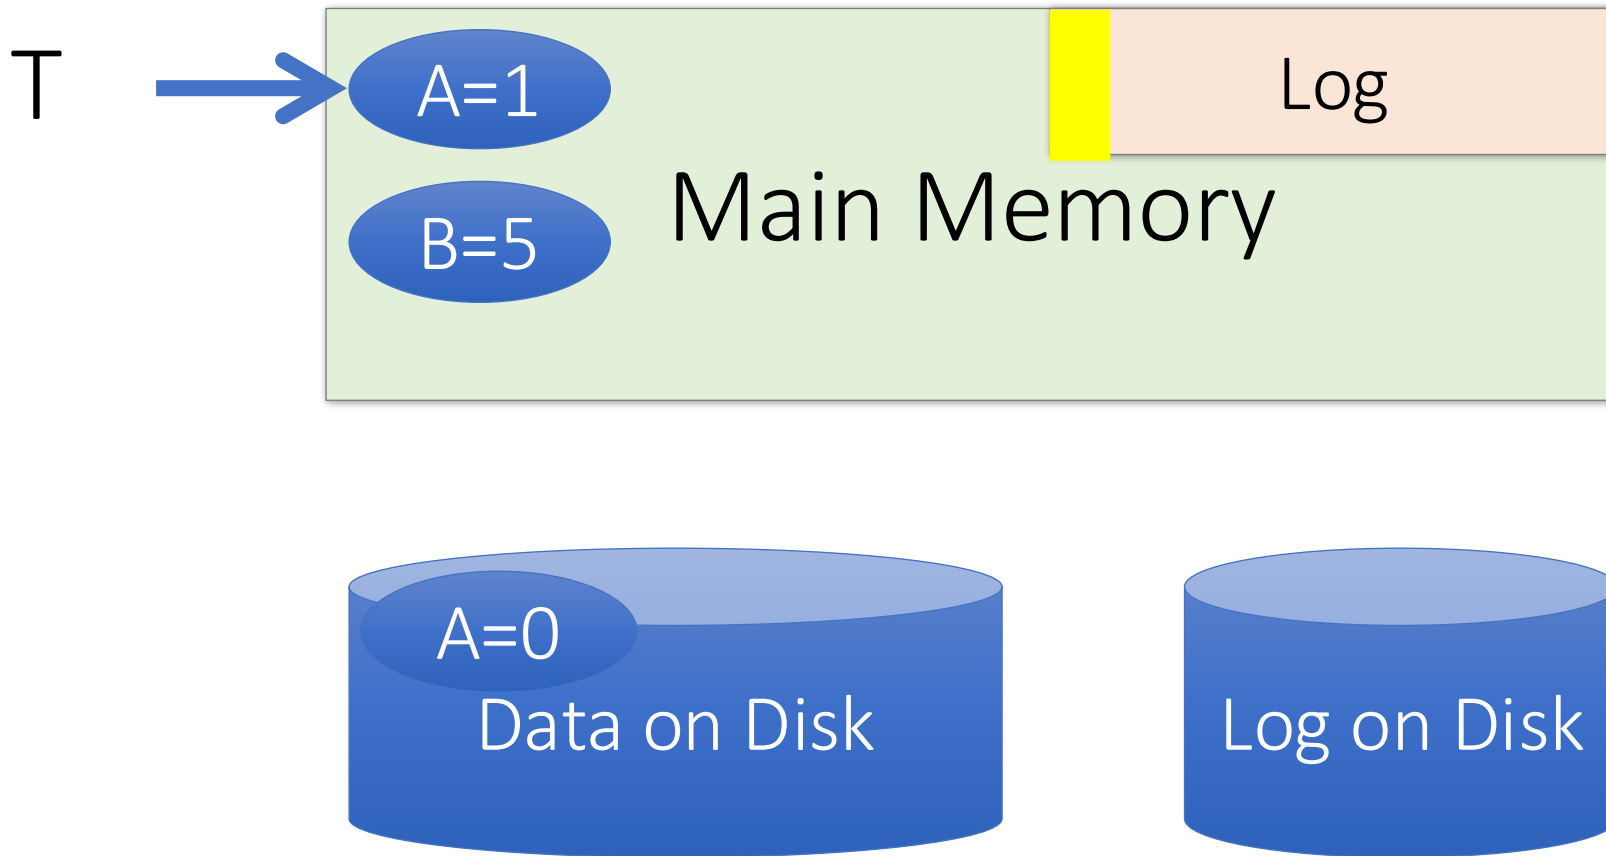 T
A=1
Log
B=5
Main Memory
A=0
Data on Disk
Log on Disk